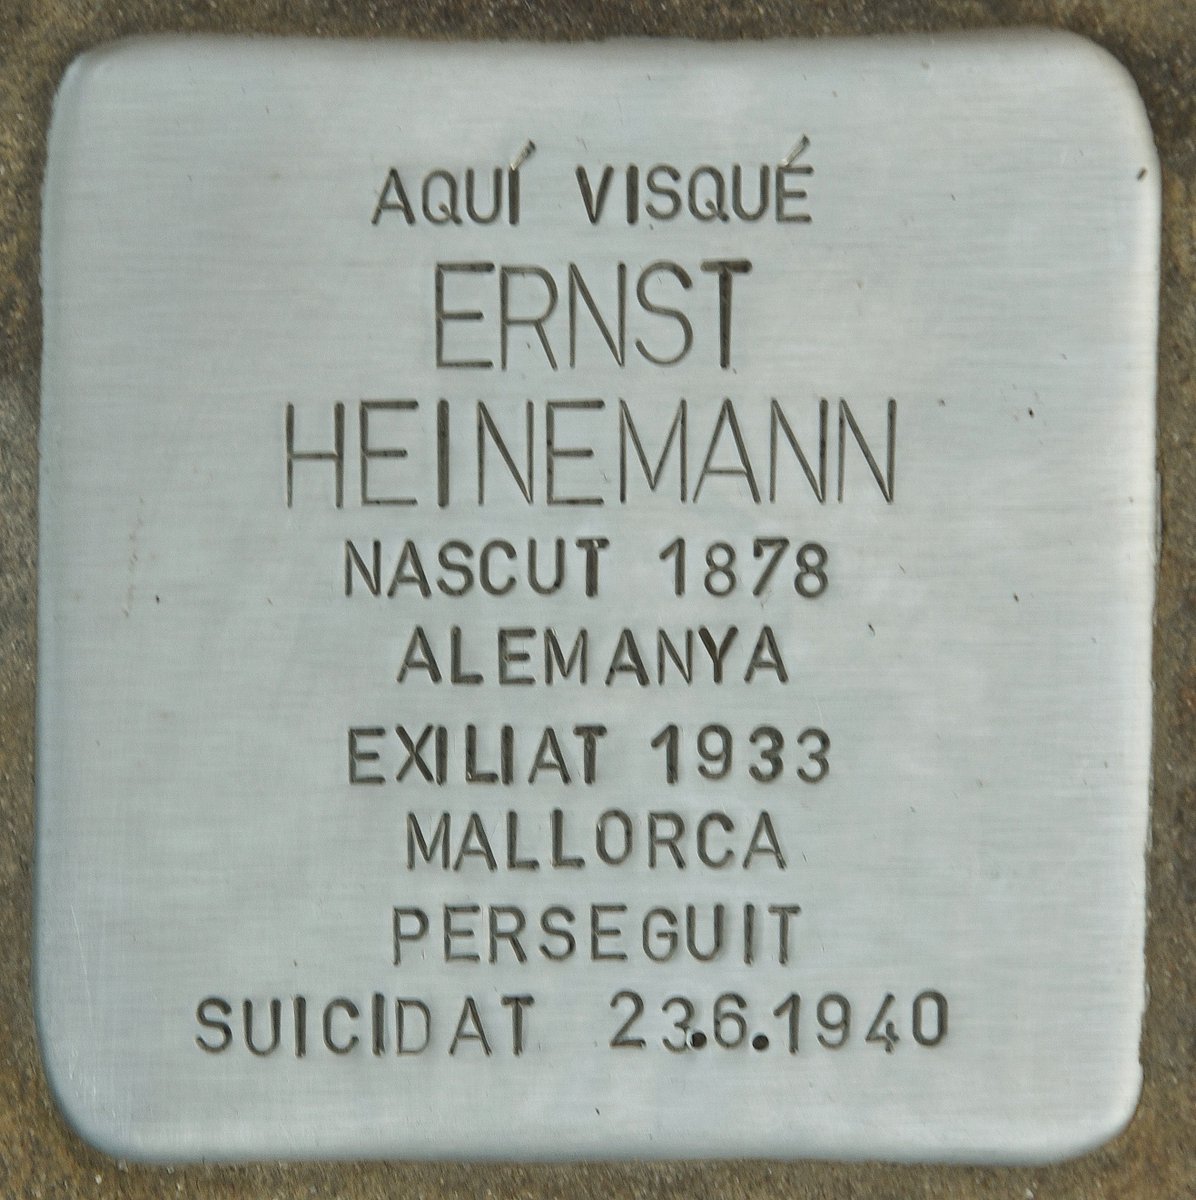 AQUÍ VISQUÉ
ERNST
HEINEMANN
NASCUT 1878
ALEMANYA
EXILIAT 1933
MALLORCA
PERSEGUIT
SUICIDAT 23.6.1940